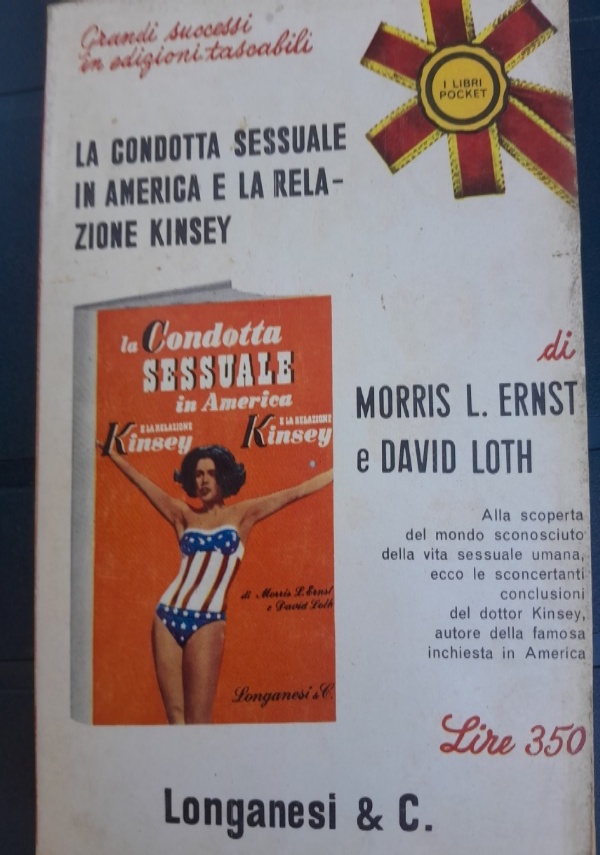 Grandi successi
in edizioni tascabili
I LIBRI
POCKET
LA CONDOTTA SESSUALE
IN AMERICA E LA RELA-
ZIONE KINSEY
la Condotta
SESSUALE
in America
E LA RELAZIONE
Kinsey
E LA RELAZIONE
Kinsey
di Morris L. Ernst
e David Loth
Longanesi & C.
di
MORRIS L. ERNST
e DAVID LOTH
Alla scoperta
del mondo sconosciuto
della vita sessuale umana,
ecco le sconcertanti
conclusioni
del dottor Kinsey,
autore della famosa
inchiesta in America
Lire 350
Longanesi & C.